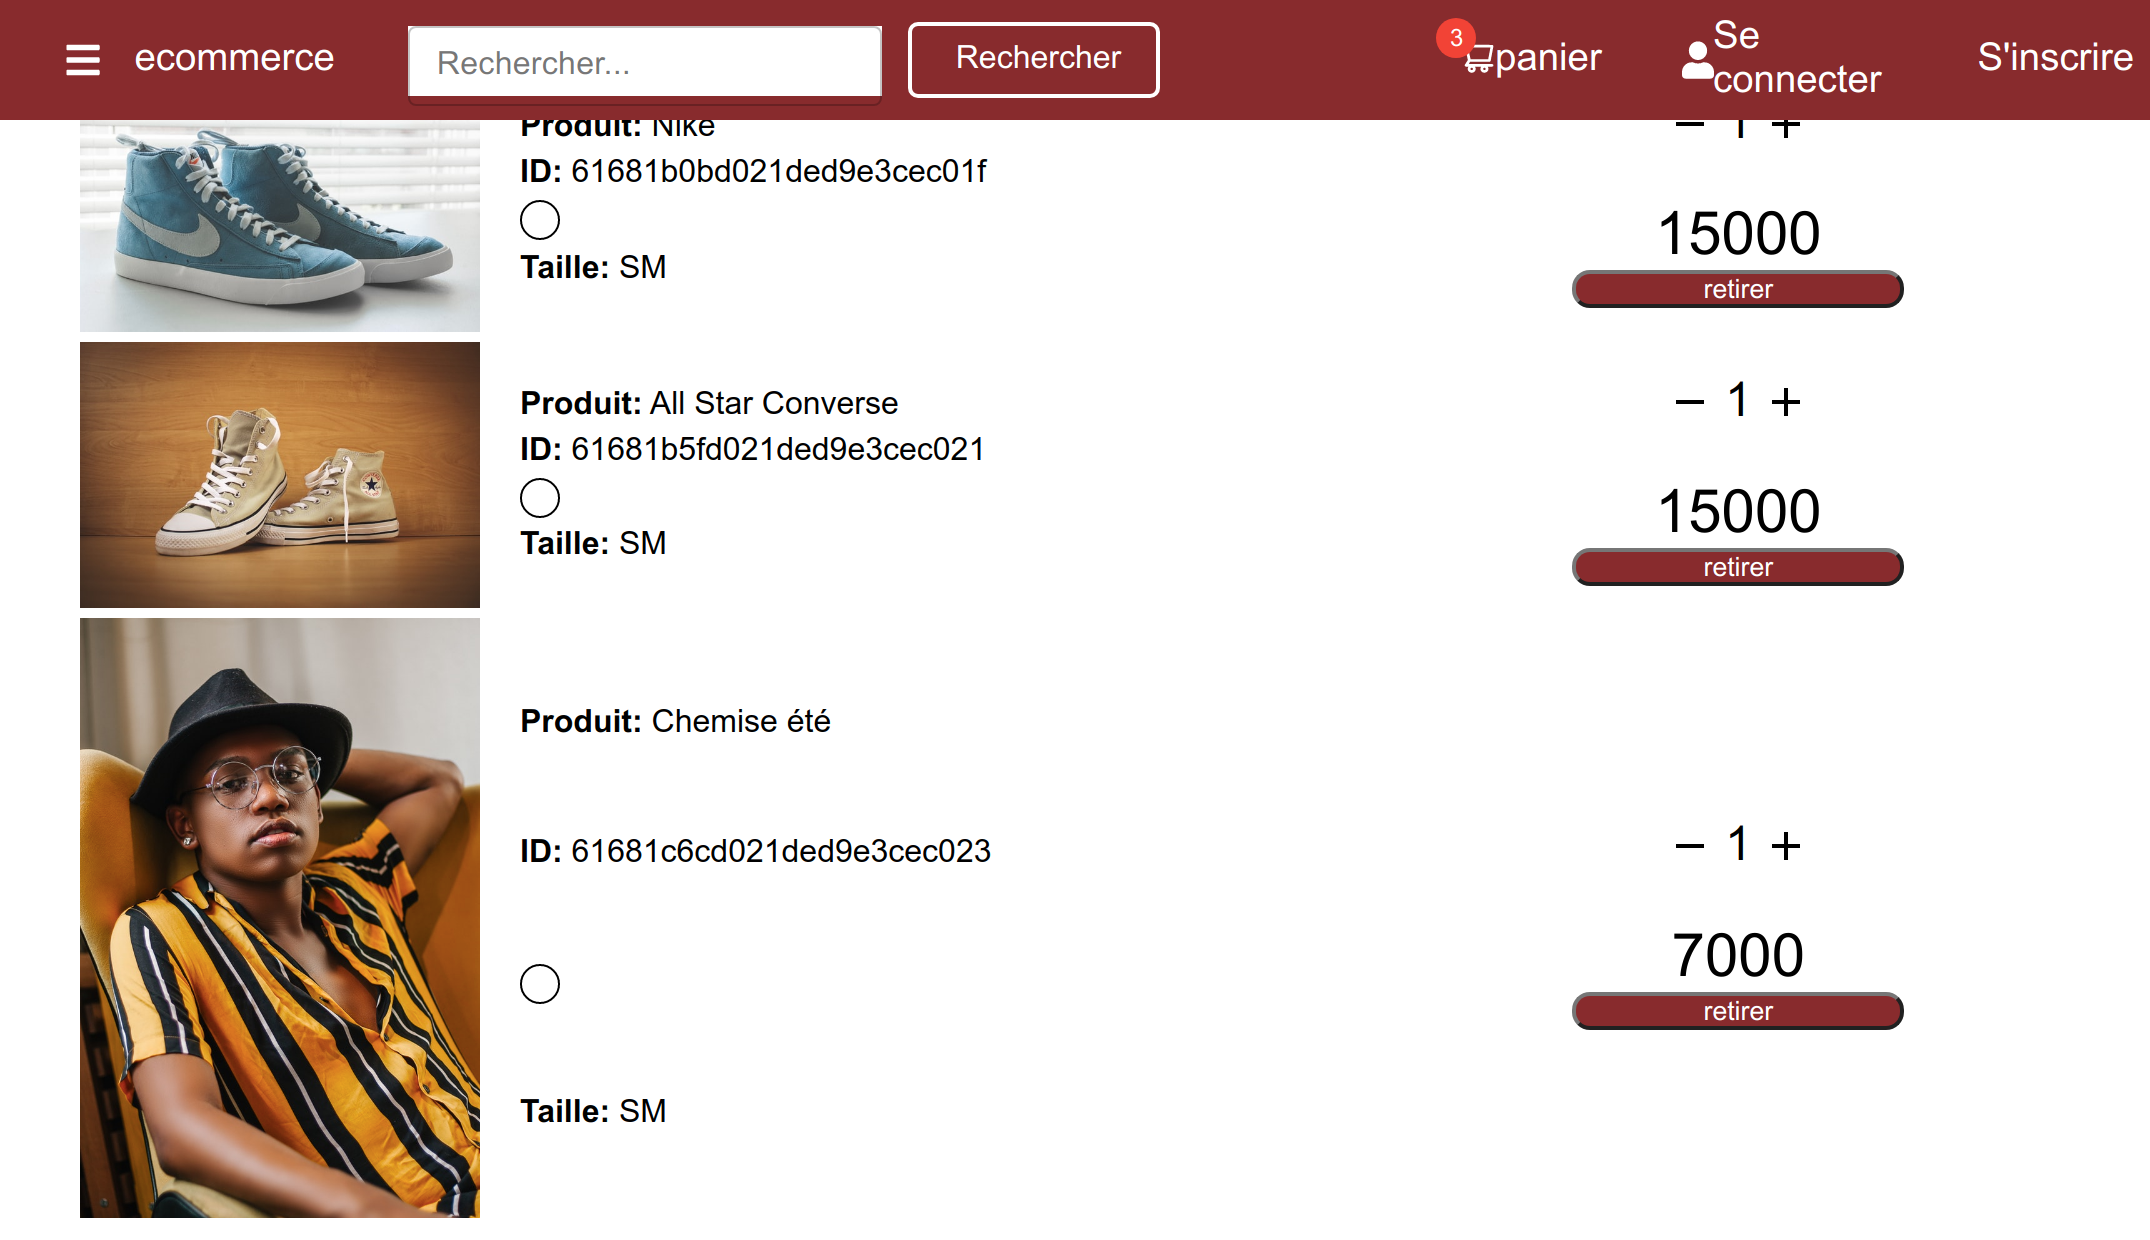 ecommerce
Rechercher...
Rechercher
3
panier
Se
connecter
S'inscrire
Produit: Nike
− 1 +
ID: 61681b0bd021ded9e3cec01f
15000
Taille: SM
retirer
Produit: All Star Converse
− 1 +
ID: 61681b5fd021ded9e3cec021
15000
Taille: SM
retirer
Produit: Chemise été
ID: 61681c6cd021ded9e3cec023
− 1 +
7000
retirer
Taille: SM